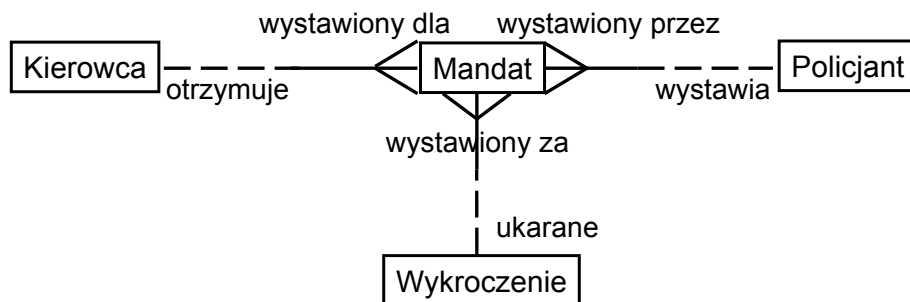 wystawiony dla
wystawiony przez
Kierowca
Mandat
Policjant
otrzymuje
wystawia
wystawiony za
ukarane
Wykroczenie